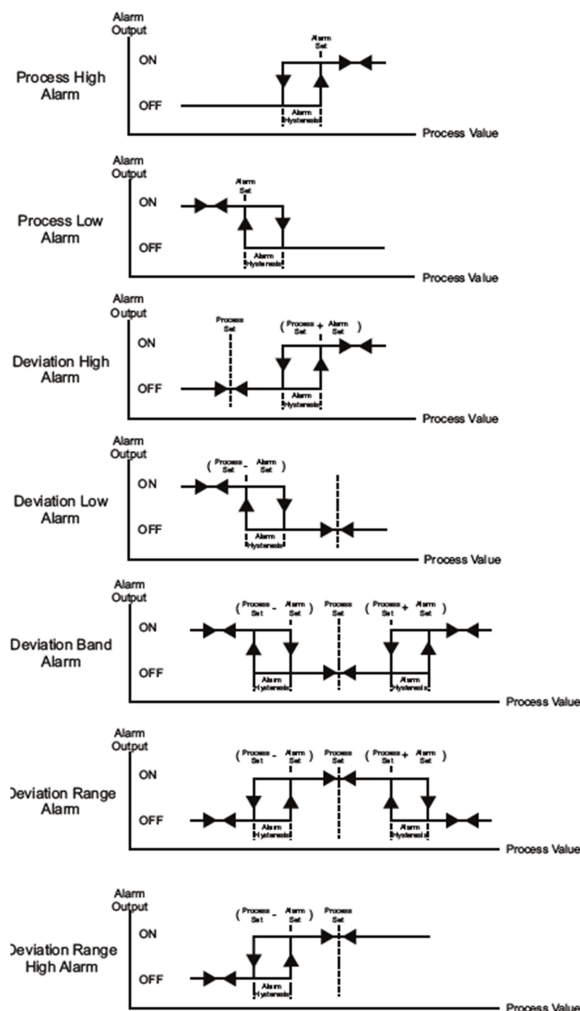 Alarm
Output
Process High
Alarm
ON
OFF
Alarm
Set
Alarm
Hysteresis
Process Value
Alarm
Output
Process Low
Alarm
ON
OFF
Alarm
Set
Alarm
Hysteresis
Process Value
Alarm
Output
Deviation High
Alarm
ON
OFF
Process
Set
( Process + Alarm )
Set Set
Alarm
Hysteresis
Process Value
Alarm
Output
Deviation Low
Alarm
ON
OFF
( Process - Alarm )
Set Set
Alarm
Hysteresis
Process Value
Alarm
Output
Deviation Band
Alarm
ON
OFF
( Process - Alarm ) Process ( Process + Alarm )
Set Set Set Set Set
Alarm Alarm
Hysteresis Hysteresis
Process Value
Alarm
Output
Deviation Range
Alarm
ON
OFF
( Process - Alarm ) Process ( Process + Alarm )
Set Set Set Set Set
Alarm Alarm
Hysteresis Hysteresis
Process Value
Alarm
Output
Deviation Range
High Alarm
ON
OFF
( Process - Alarm ) Process
Set Set Set
Alarm
Hysteresis
Process Value